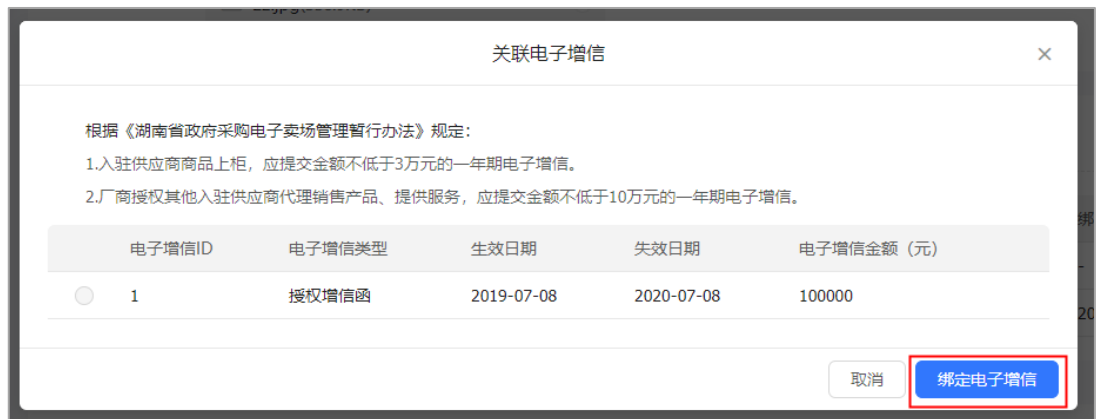 关联电子增信
根据《湖南省政府采购电子卖场管理暂行办法》规定：
1.入驻供应商商品上柜，应提交金额不低于3万元的一年期电子增信。
2.厂商授权其他入驻供应商代理销售产品、提供服务，应提交金额不低于10万元的一年期电子增信。
电子增信ID 电子增信类型 生效日期 失效日期 电子增信金额（元）
1 授权增信函 2019-07-08 2020-07-08 100000
取消 绑定电子增信